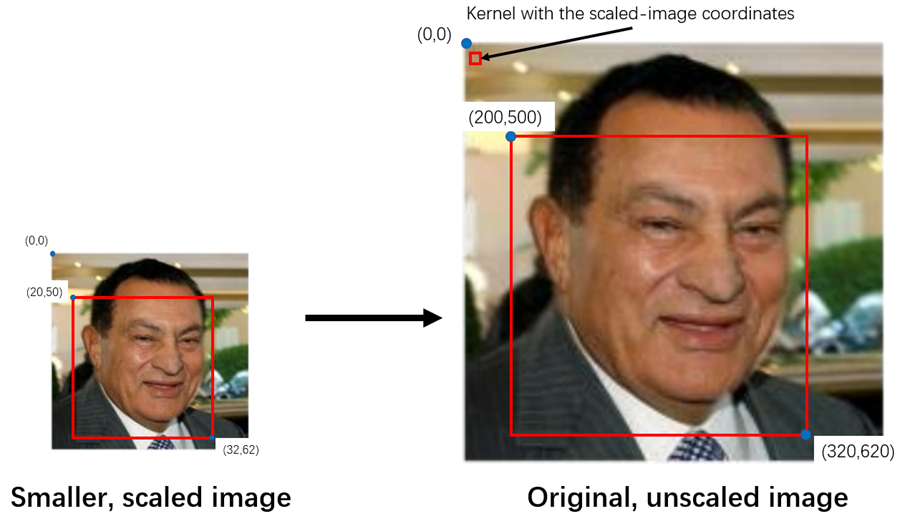 Kernel with the scaled-image coordinates
(0,0)
(200,500)
(0,0)
(20,50)
(32,62)
(320,620)
Smaller, scaled image
Original, unscaled image